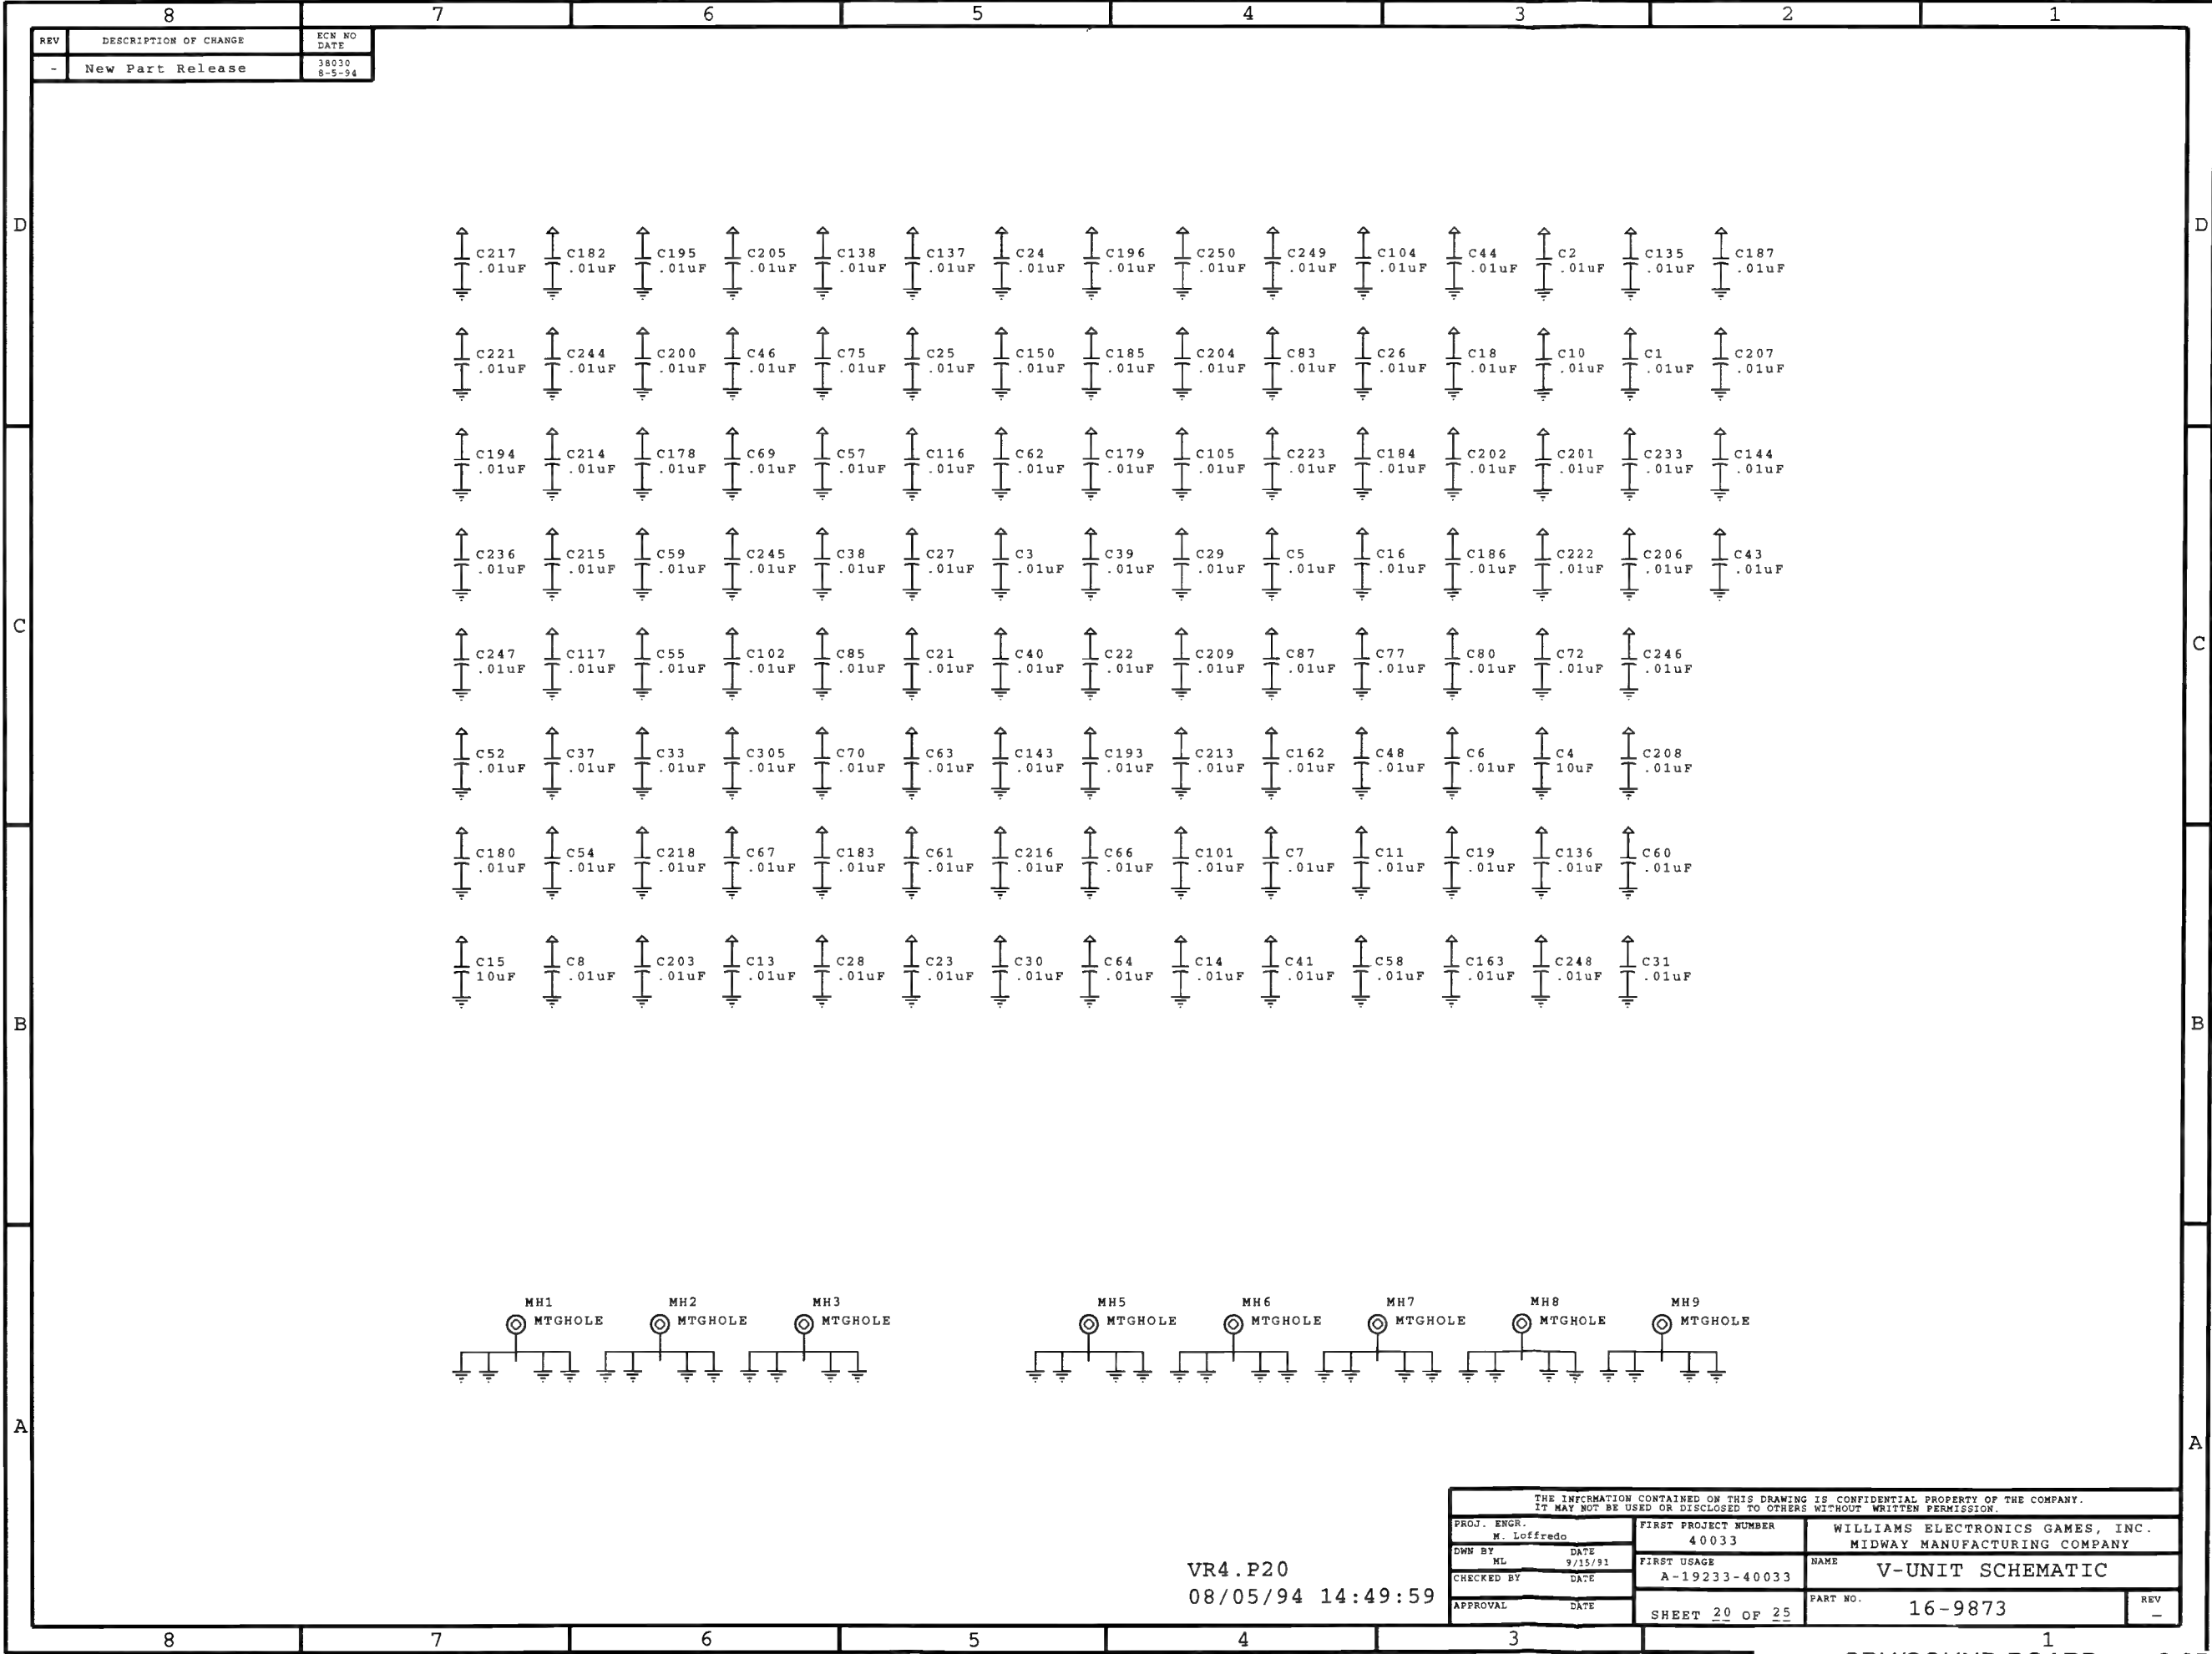 8 7 6 5 4 3 2 1
REV DESCRIPTION OF CHANGE ECN NO DATE
- New Part Release 38030 8-5-94
D D
C217 C182 C195 C205 C138 C137 C24 C196 C250 C249 C104 C44 C2 C135 C187
.01uF .01uF .01uF .01uF .01uF .01uF .01uF .01uF .01uF .01uF .01uF .01uF .01uF .01uF .01uF
C221 C244 C200 C46 C75 C25 C150 C185 C204 C83 C26 C18 C10 C1 C207
.01uF .01uF .01uF .01uF .01uF .01uF .01uF .01uF .01uF .01uF .01uF .01uF .01uF .01uF .01uF
C194 C214 C178 C69 C57 C116 C62 C179 C105 C223 C184 C202 C201 C233 C144
.01uF .01uF .01uF .01uF .01uF .01uF .01uF .01uF .01uF .01uF .01uF .01uF .01uF .01uF .01uF
C236 C215 C59 C245 C38 C27 C3 C39 C29 C5 C16 C186 C222 C206 C43
.01uF .01uF .01uF .01uF .01uF .01uF .01uF .01uF .01uF .01uF .01uF .01uF .01uF .01uF .01uF
C C
C247 C117 C55 C102 C85 C21 C40 C22 C209 C87 C77 C80 C72 C246
.01uF .01uF .01uF .01uF .01uF .01uF .01uF .01uF .01uF .01uF .01uF .01uF .01uF .01uF
C52 C37 C33 C305 C70 C63 C143 C193 C213 C162 C48 C6 C4 C208
.01uF .01uF .01uF .01uF .01uF .01uF .01uF .01uF .01uF .01uF .01uF .01uF 10uF .01uF
C180 C54 C218 C67 C183 C61 C216 C66 C101 C7 C11 C19 C136 C60
.01uF .01uF .01uF .01uF .01uF .01uF .01uF .01uF .01uF .01uF .01uF .01uF .01uF .01uF
C15 C8 C203 C13 C28 C23 C30 C64 C14 C41 C58 C163 C248 C31
10uF .01uF .01uF .01uF .01uF .01uF .01uF .01uF .01uF .01uF .01uF .01uF .01uF .01uF
B B
MH1 MH2 MH3 MH5 MH6 MH7 MH8 MH9
MTGHOLE MTGHOLE MTGHOLE MTGHOLE MTGHOLE MTGHOLE MTGHOLE MTGHOLE
A A
THE INFORMATION CONTAINED ON THIS DRAWING IS CONFIDENTIAL PROPERTY OF THE COMPANY.
IT MAY NOT BE USED OR DISCLOSED TO OTHERS WITHOUT WRITTEN PERMISSION.
PROJ. ENGR. M. Loffredo
FIRST PROJECT NUMBER 40033
WILLIAMS ELECTRONICS GAMES, INC.
MIDWAY MANUFACTURING COMPANY
DWN BY ML DATE 9/15/91
FIRST USAGE A-19233-40033
NAME V-UNIT SCHEMATIC
CHECKED BY DATE
APPROVAL DATE
SHEET 20 OF 25
PART NO. 16-9873
REV -
VR4.P20
08/05/94 14:49:59
8 7 6 5 4 3 1